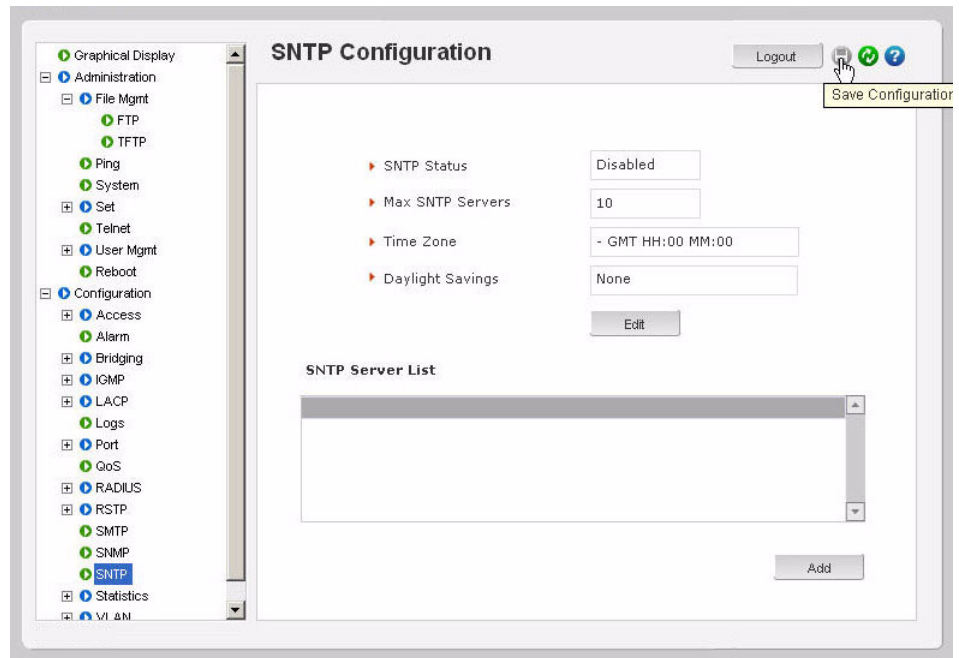 SNTP Configuration
Logout
Save Configuration
Graphical Display
Administration
File Mgmt
FTP
TFTP
Ping
System
Set
Telnet
User Mgmt
Reboot
Configuration
Access
Alarm
Bridging
IGMP
LACP
Logs
Port
QoS
RADIUS
RSTP
SMTP
SNMP
SNTP
Statistics
VLAN
SNTP Status Disabled
Max SNTP Servers 10
Time Zone - GMT HH:00 MM:00
Daylight Savings None
Edit
SNTP Server List
Add